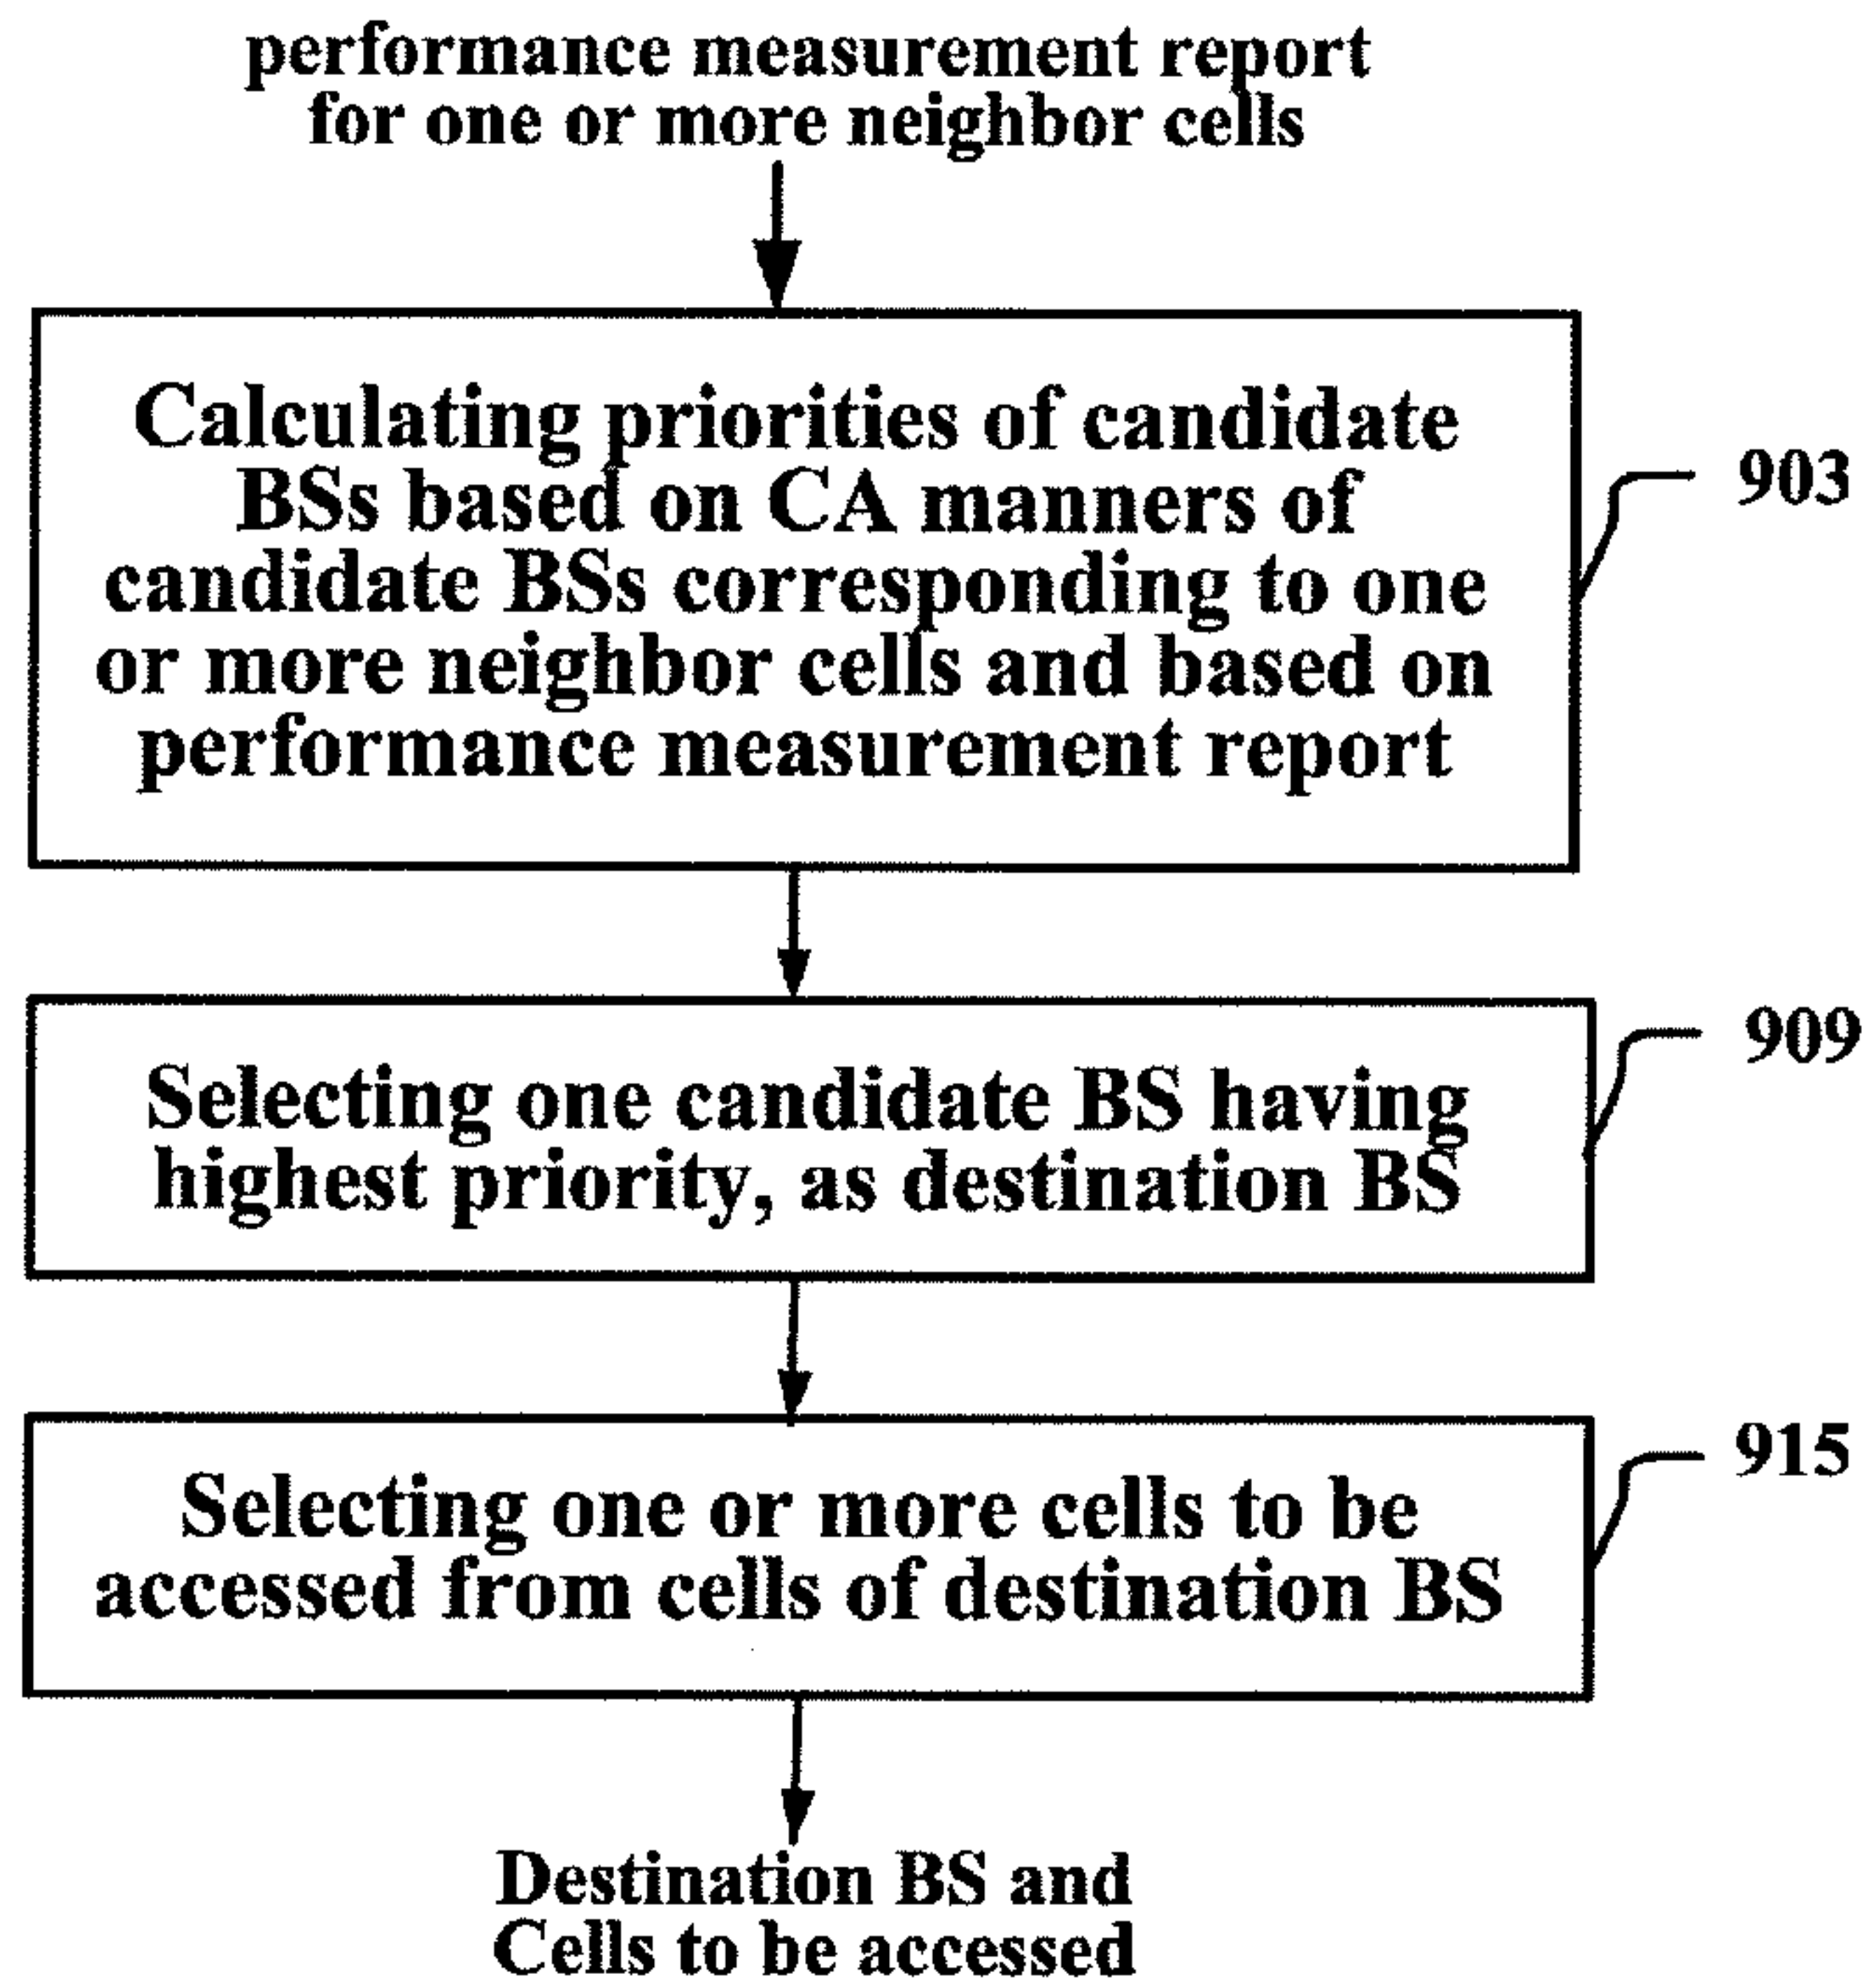 performance measurement report
for one or more neighbor cells
Calculating priorities of candidate
BSs based on CA manners of
candidate BSs corresponding to one
or more neighbor cells and based on
performance measurement report
903
Selecting one candidate BS having
highest priority, as destination BS
909
Selecting one or more cells to be
accessed from cells of destination BS
915
Destination BS and
Cells to be accessed